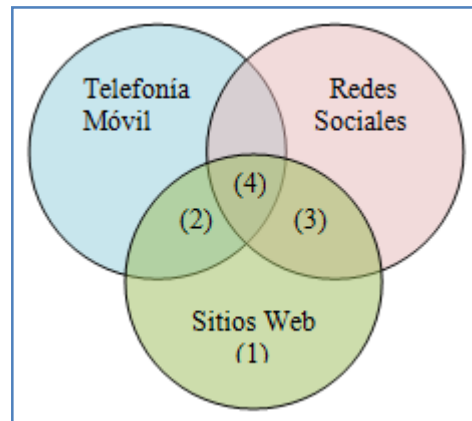 Telefonía
Móvil
Redes
Sociales
(4)
(2)
(3)
Sitios Web
(1)